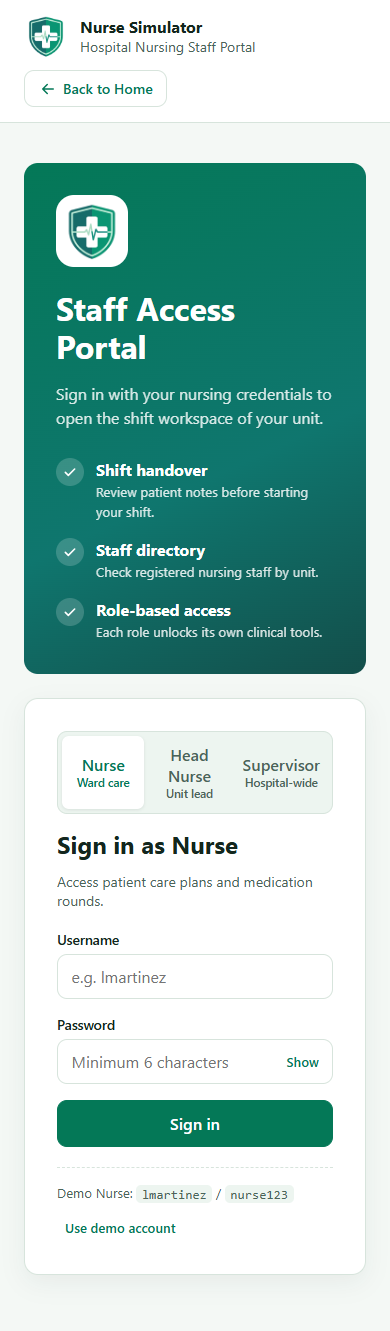 Nurse Simulator
Hospital Nursing Staff Portal
← Back to Home
Staff Access
Portal
Sign in with your nursing credentials to
open the shift workspace of your unit.
Shift handover
Review patient notes before starting
your shift.
Staff directory
Check registered nursing staff by unit.
Role-based access
Each role unlocks its own clinical tools.
Nurse
Ward care
Head
Nurse
Unit lead
Supervisor
Hospital-wide
Sign in as Nurse
Access patient care plans and medication
rounds.
Username
e.g. lmartinez
Password
Minimum 6 characters Show
Sign in
Demo Nurse: lmartinez / nurse123
Use demo account